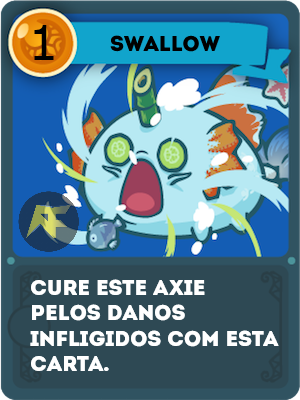 1
SWALLOW
CURE ESTE AXIE
PELOS DANOS
INFLIGIDOS COM ESTA
CARTA.